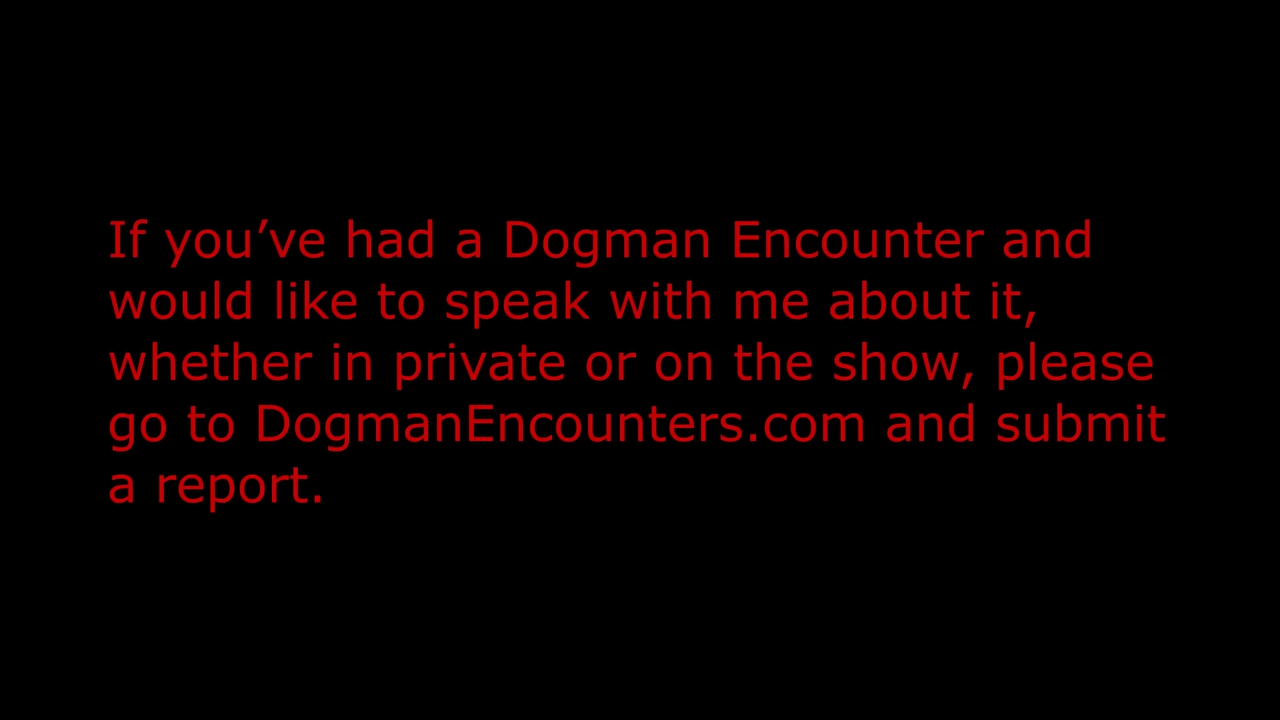 If you’ve had a Dogman Encounter and
would like to speak with me about it,
whether in private or on the show, please
go to DogmanEncounters.com and submit
a report.